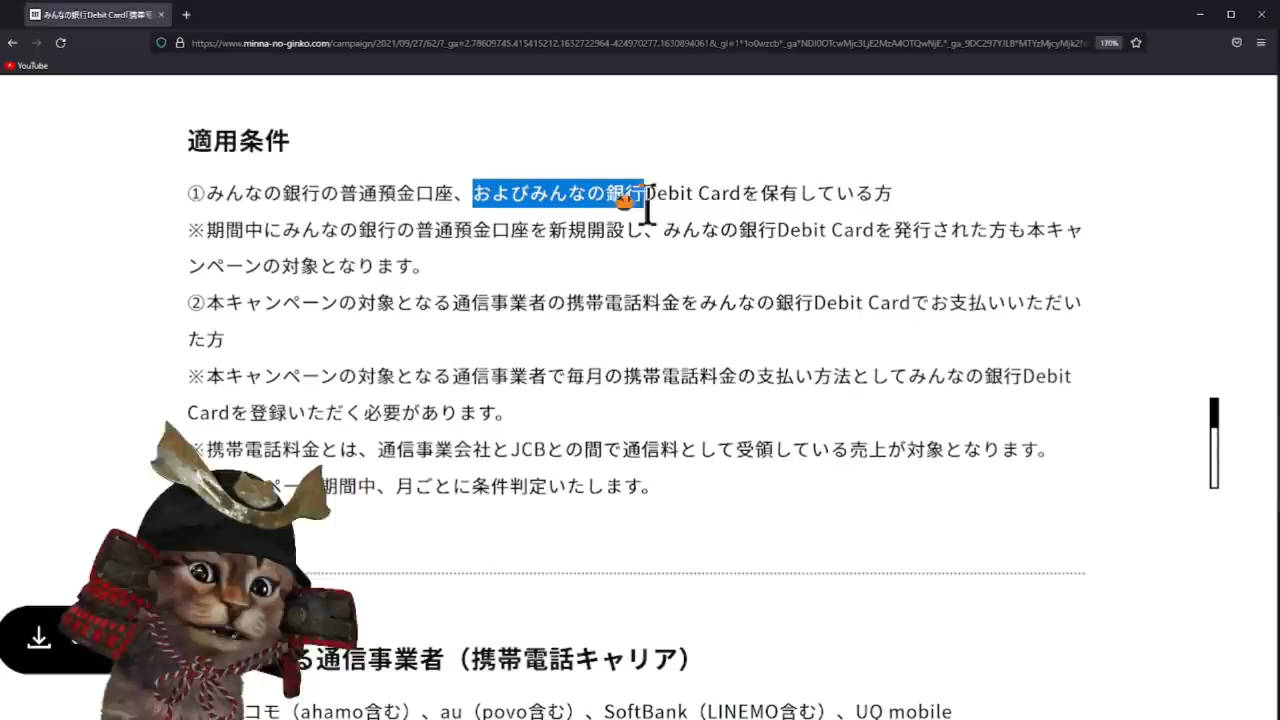 みんなの銀行Debit Card「携帯電
https://www.minna-no-ginko.com/campaign/2021/09/27/62/?
170%
YouTube
適用条件
①みんなの銀行の普通預金口座、およびみんなの銀行Debit Cardを保有している方
※期間中にみんなの銀行の普通預金口座を新規開設し、みんなの銀行Debit Cardを発行された方も本キャ
ンペーンの対象となります。
②本キャンペーンの対象となる通信事業者の携帯電話料金をみんなの銀行Debit Cardでお支払いいただい
た方
※本キャンペーンの対象となる通信事業者で毎月の携帯電話料金の支払い方法としてみんなの銀行Debit
Cardを登録いただく必要があります。
※携帯電話料金とは、通信事業会社とJCBとの間で通信料として受領している売上が対象となります。
期間中、月ごとに条件判定いたします。
る通信事業者（携帯電話キャリア）
コモ（ahamo含む）、au（povo含む）、SoftBank（LINEMO含む）、UQ mobile